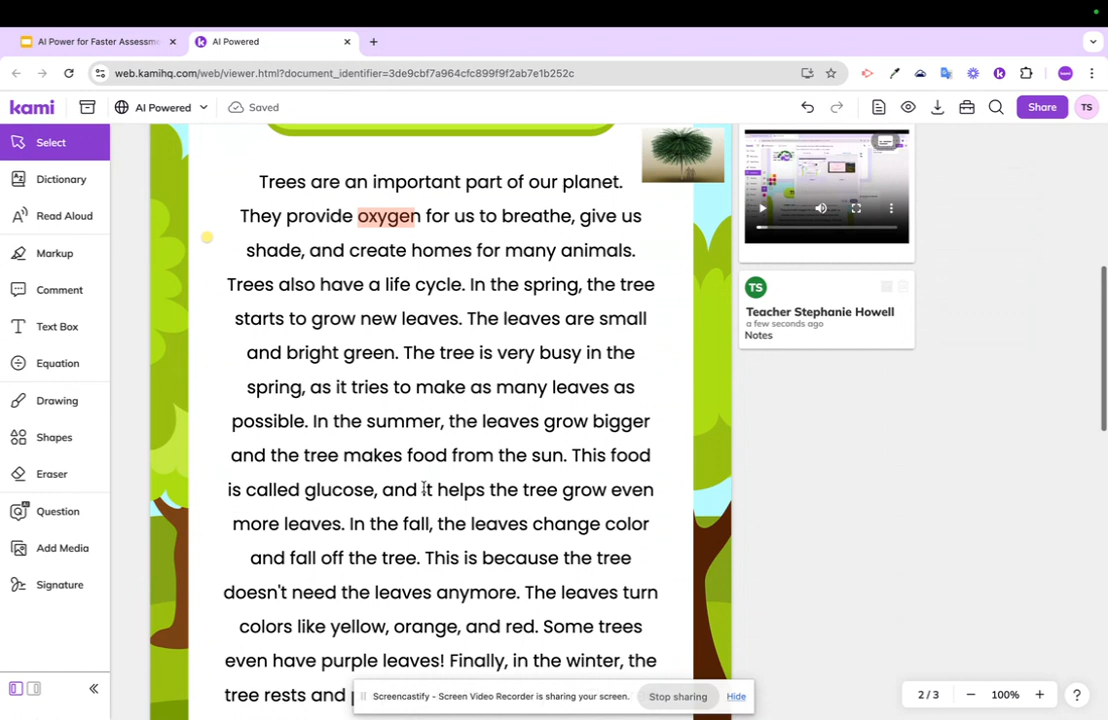 AI Power for Faster Assessm
AI Powered
web.kamihq.com/web/viewer.html?document_identifier=3de9cbf7a964cfc899f9f2ab7e1b252c
kami
AI Powered
Saved
Share
TS
Select
Dictionary
Read Aloud
Markup
Comment
Text Box
Equation
Drawing
Shapes
Eraser
Question
Add Media
Signature
Trees are an important part of our planet.
They provide oxygen for us to breathe, give us
shade, and create homes for many animals.
Trees also have a life cycle. In the spring, the tree
starts to grow new leaves. The leaves are small
and bright green. The tree is very busy in the
spring, as it tries to make as many leaves as
possible. In the summer, the leaves grow bigger
and the tree makes food from the sun. This food
is called glucose, and it helps the tree grow even
more leaves. In the fall, the leaves change color
and fall off the tree. This is because the tree
doesn't need the leaves anymore. The leaves turn
colors like yellow, orange, and red. Some trees
even have purple leaves! Finally, in the winter, the
tree rests and
TS
Teacher Stephanie Howell
a few seconds ago
Notes
Screencastify - Screen Video Recorder is sharing your screen.
Stop sharing
Hide
2 / 3
100%